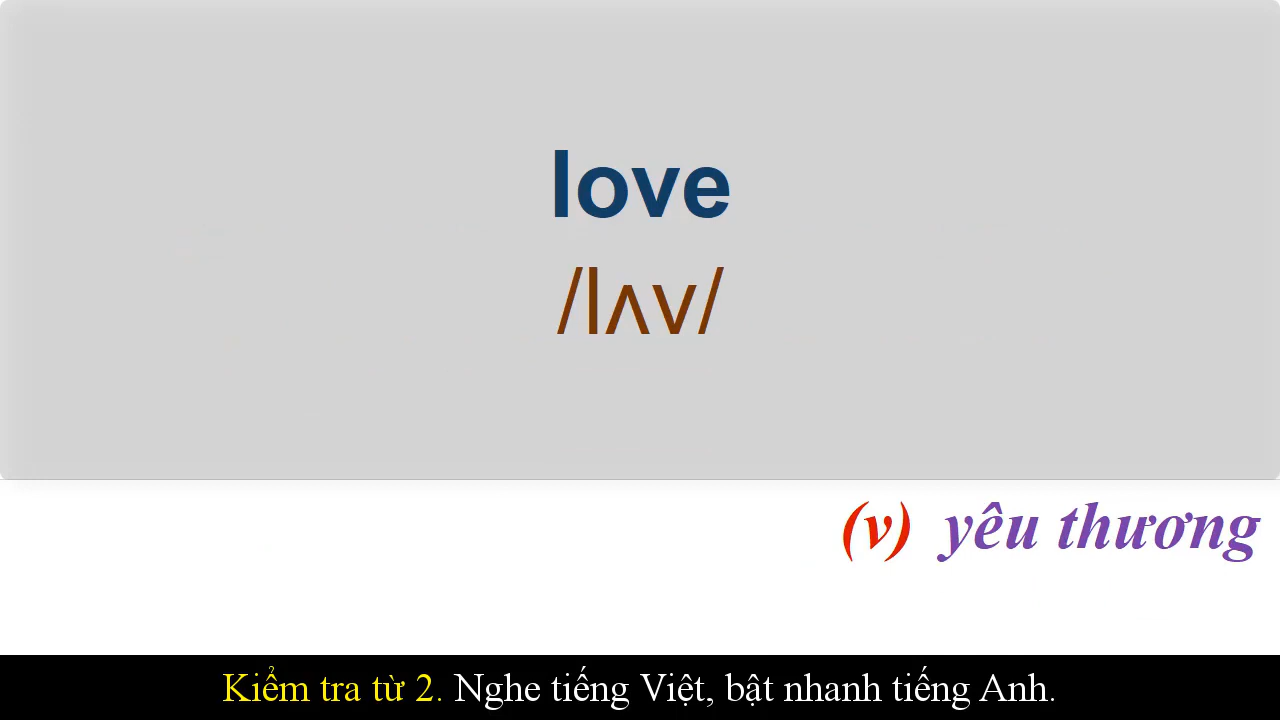 love
/lʌv/
(v) yêu thương
Kiểm tra từ 2. Nghe tiếng Việt, bật nhanh tiếng Anh.